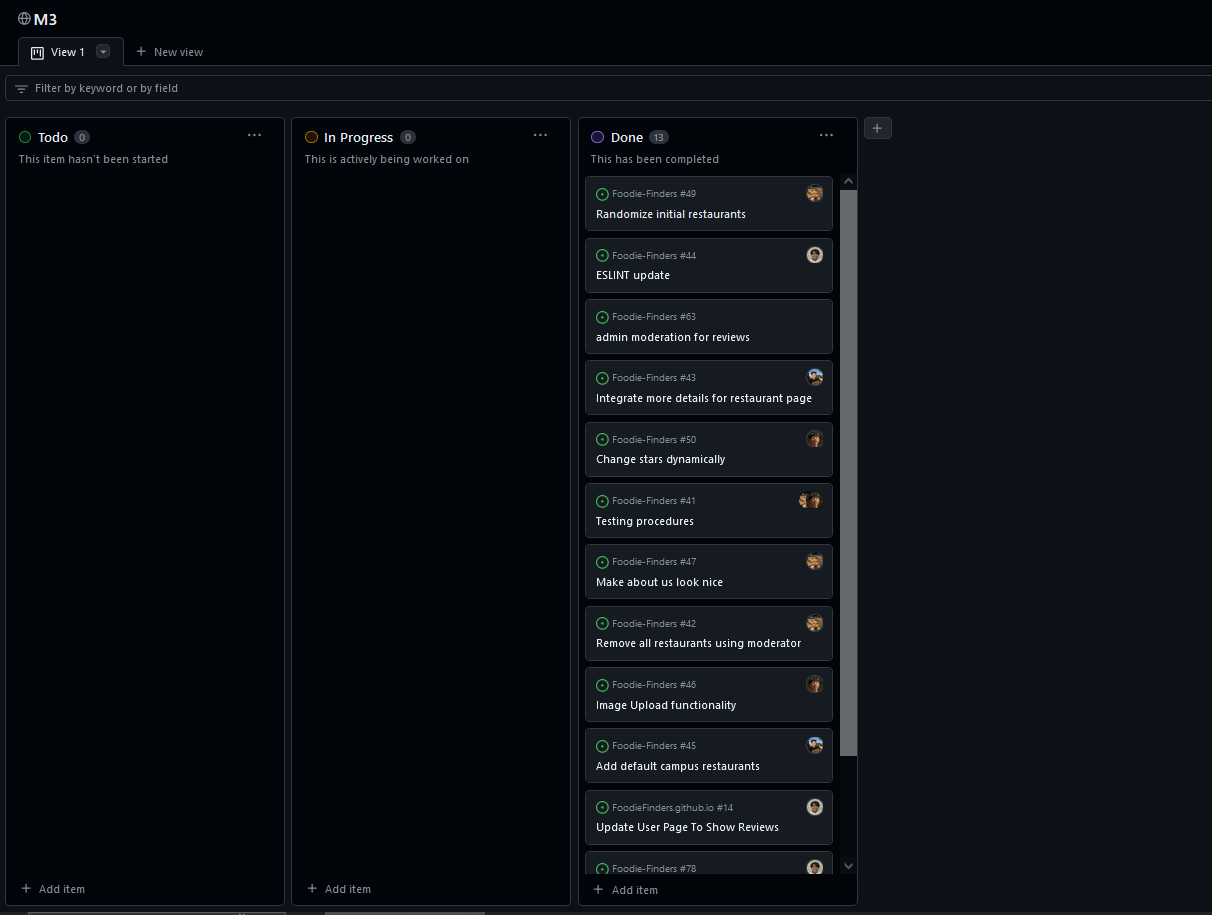 M3
View 1
New view
Filter by keyword or by field
Todo 0
This item hasn't been started
Add item
In Progress 0
This is actively being worked on
Add item
Done 13
This has been completed
Foodie-Finders #49
Randomize initial restaurants
Foodie-Finders #44
ESLINT update
Foodie-Finders #63
admin moderation for reviews
Foodie-Finders #43
Integrate more details for restaurant page
Foodie-Finders #50
Change stars dynamically
Foodie-Finders #41
Testing procedures
Foodie-Finders #47
Make about us look nice
Foodie-Finders #42
Remove all restaurants using moderator
Foodie-Finders #46
Image Upload functionality
Foodie-Finders #45
Add default campus restaurants
FoodieFinders.github.io #14
Update User Page To Show Reviews
Foodie-Finders #78
Add item